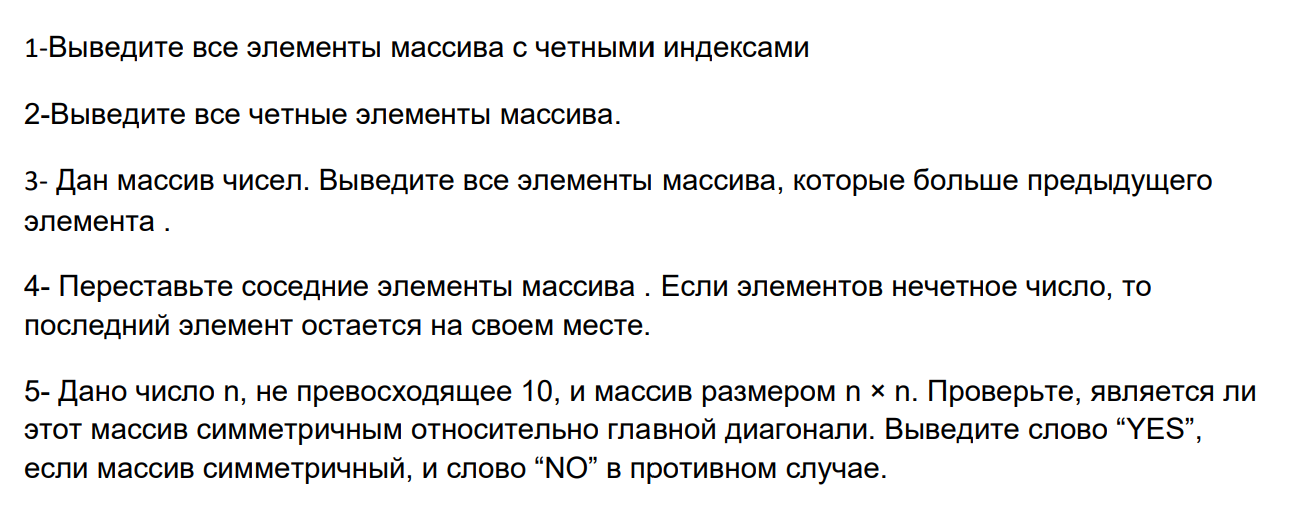 1-Выведите все элементы массива с четными индексами
2-Выведите все четные элементы массива.
3- Дан массив чисел. Выведите все элементы массива, которые больше предыдущего
элемента .
4- Переставьте соседние элементы массива . Если элементов нечетное число, то
последний элемент остается на своем месте.
5- Дано число n, не превосходящее 10, и массив размером n × n. Проверьте, является ли
этот массив симметричным относительно главной диагонали. Выведите слово “YES”,
если массив симметричный, и слово “NO” в противном случае.